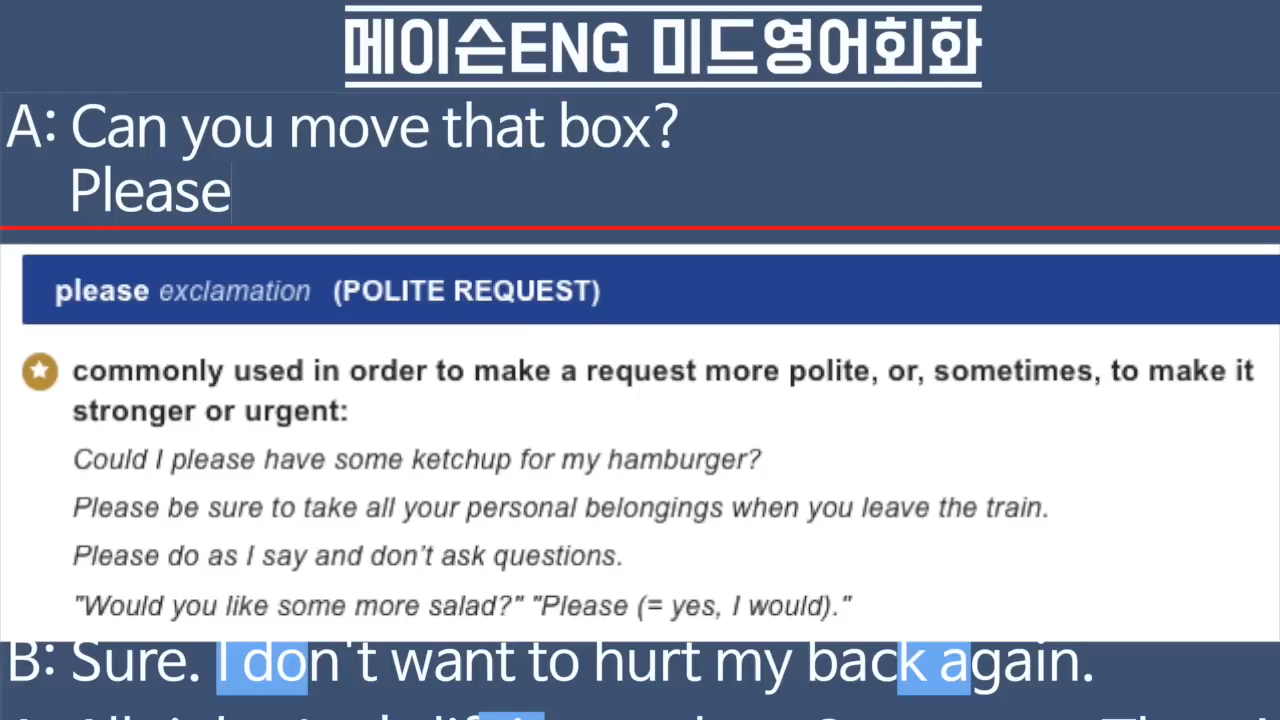 메이슨ENG 미드영어회화
A: Can you move that box?
Please
please exclamation (POLITE REQUEST)
commonly used in order to make a request more polite, or, sometimes, to make it
stronger or urgent:
Could I please have some ketchup for my hamburger?
Please be sure to take all your personal belongings when you leave the train.
Please do as I say and don't ask questions.
"Would you like some more salad?" "Please (= yes, I would)."
B: Sure. I don't want to hurt my back again.